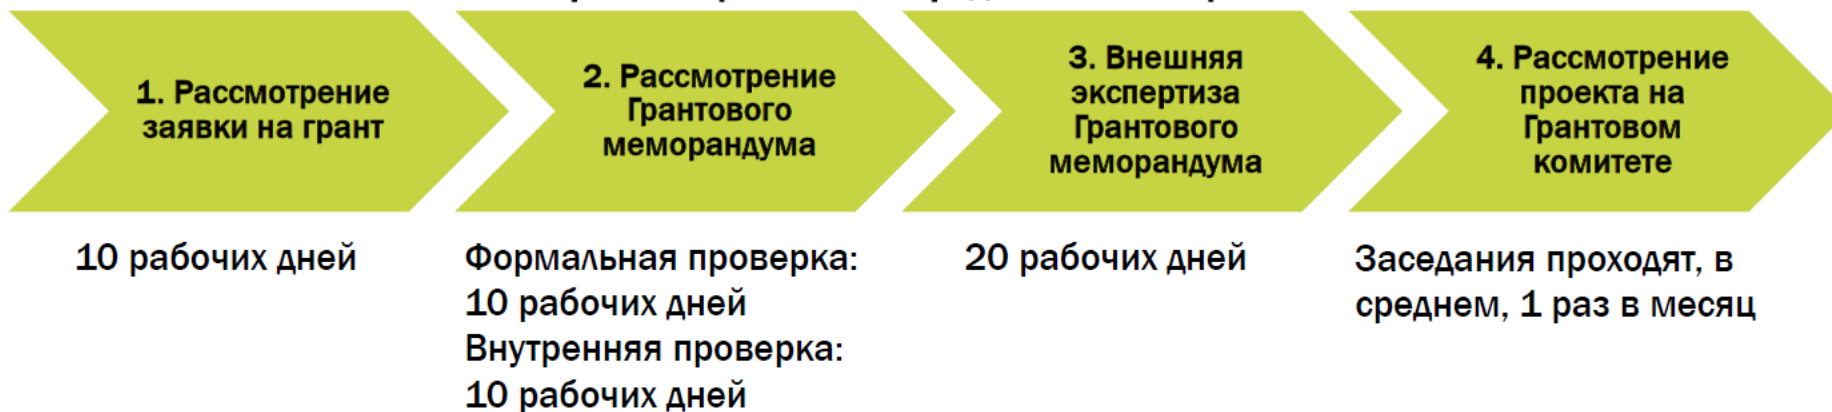 1. Рассмотрение
заявки на грант
2. Рассмотрение
Грантового
меморандума
3. Внешняя
экспертиза
Грантового
меморандума
4. Рассмотрение
проекта на
Грантовом
комитете
10 рабочих дней
Формальная проверка:
10 рабочих дней
Внутренняя проверка:
10 рабочих дней
20 рабочих дней
Заседания проходят, в
среднем, 1 раз в месяц